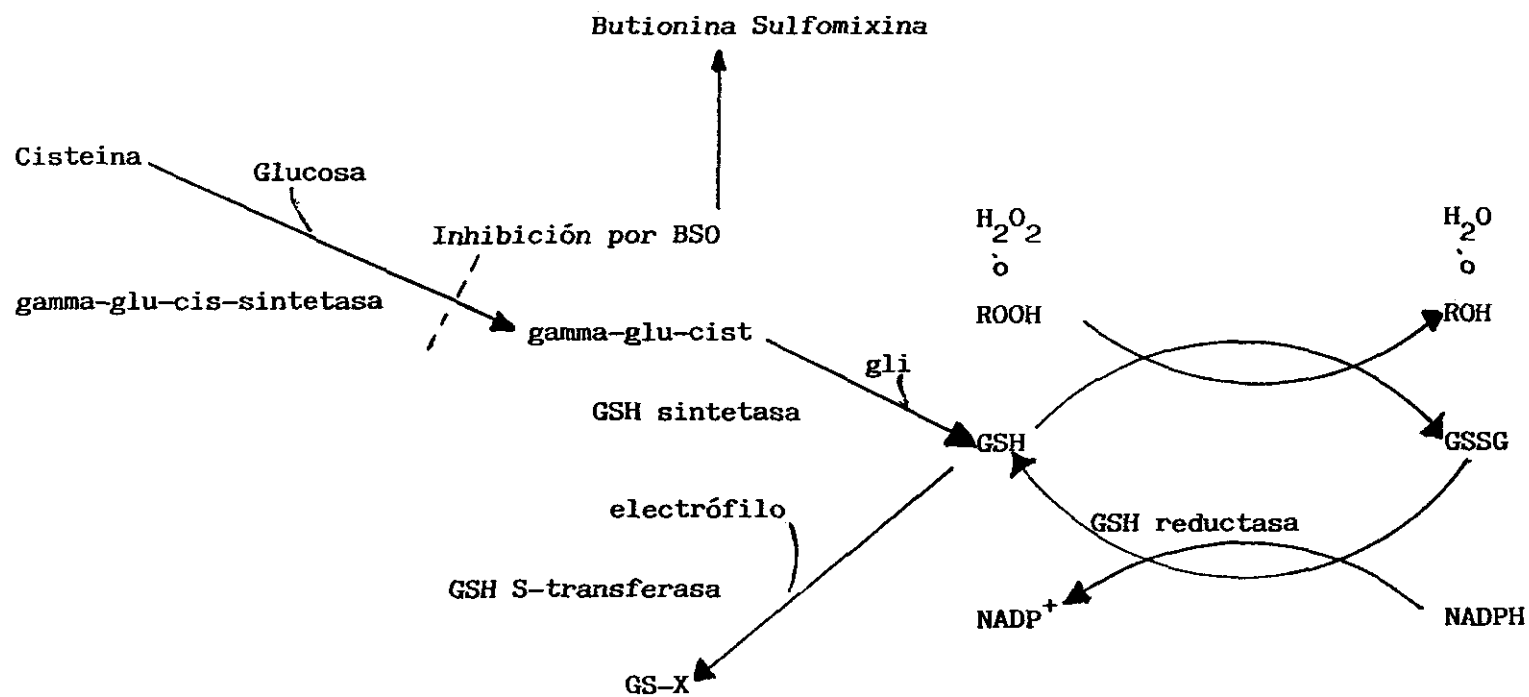 Butionina Sulfomixina
Cisteina
Glucosa
Inhibición por BSO
gamma-glu-cis-sintetasa
gamma-glu-cist
gli
GSH sintetasa
H2O2
o
ROOH
H2O
o
ROH
GSH
GSSG
electrófilo
GSH reductasa
GSH S-transferasa
NADP+
NADPH
GS-X